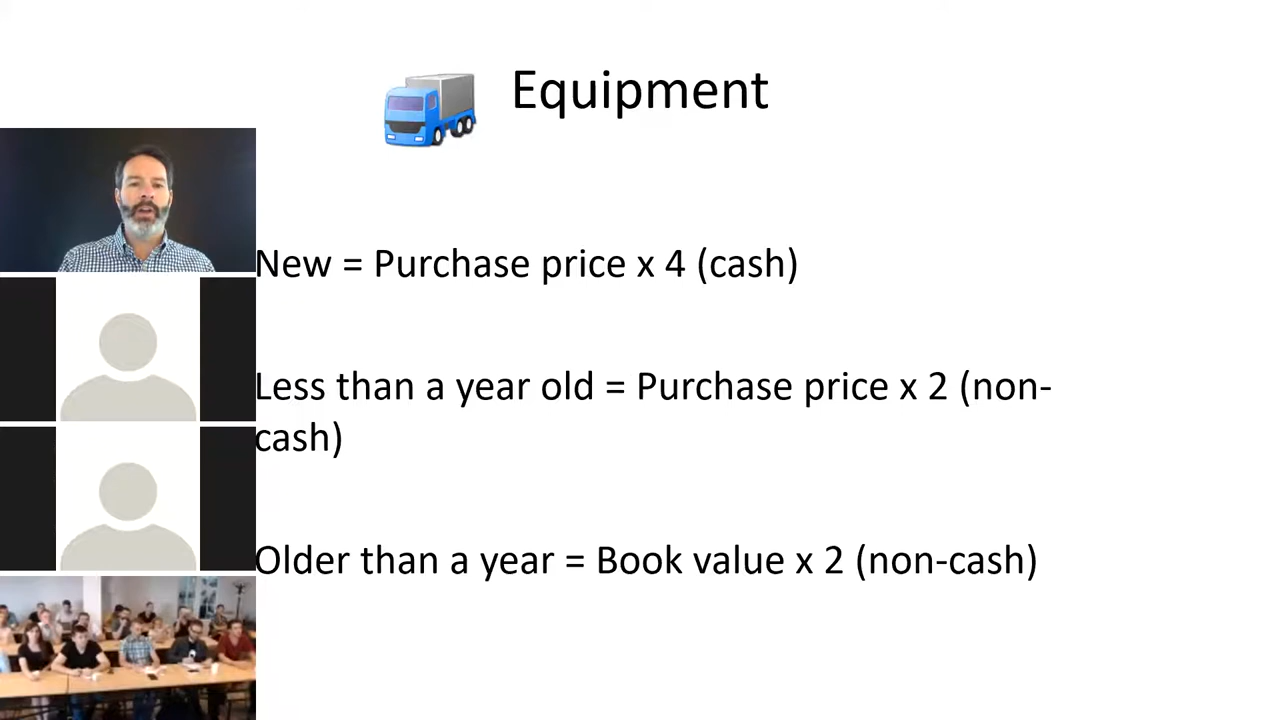 Equipment
New = Purchase price x 4 (cash)
Less than a year old = Purchase price x 2 (non-
cash)
Older than a year = Book value x 2 (non-cash)